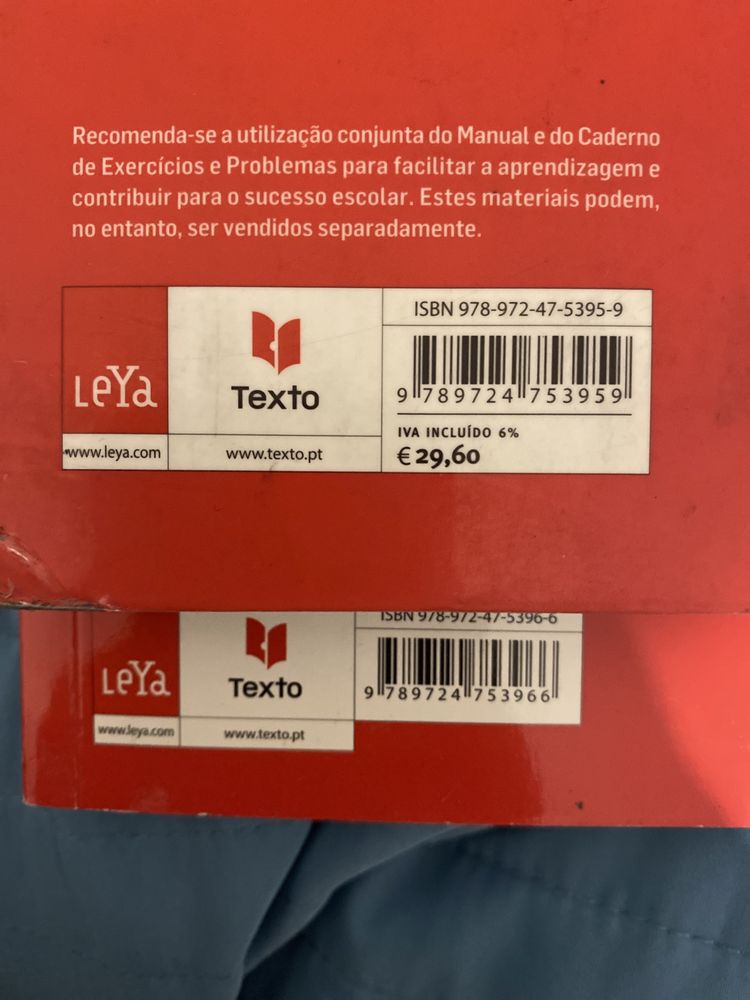 Recomenda-se a utilização conjunta do Manual e do Caderno
de Exercícios e Problemas para facilitar a aprendizagem e
contribuir para o sucesso escolar. Estes materiais podem,
no entanto, ser vendidos separadamente.
LeYa
www.leya.com
Texto
www.texto.pt
ISBN 978-972-47-5395-9
9 789724 753959
IVA INCLUÍDO 6%
€ 29,60
LeYa
www.leya.com
Texto
www.texto.pt
ISBN 978-972-47-5396-6
9 789724 753966